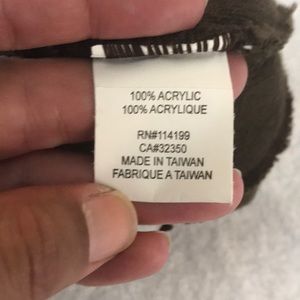 100% ACRYLIC
100% ACRYLIQUE
RN#114199
CA#32350
MADE IN TAIWAN
FABRIQUE A TAIWAN